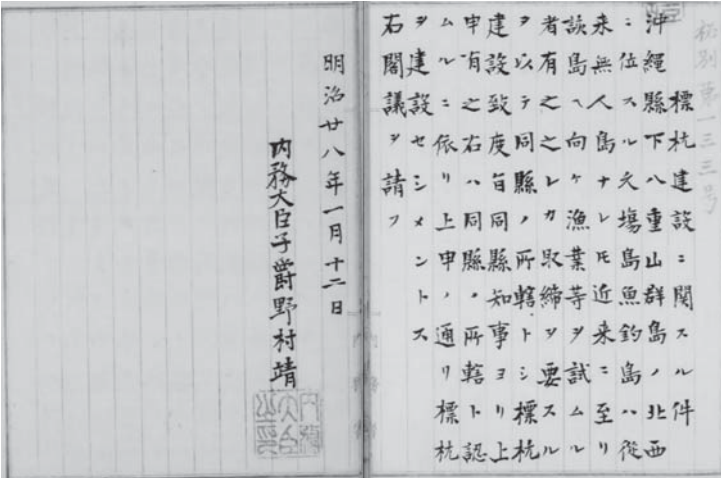 秘別第一三三号
標杭建設ニ関スル件
沖縄縣下八重山群島ノ北西
ニ位スル久場島魚釣島ハ従
来無人島ナレトモ近来ニ至リ
該島ヘ向ケ漁業等ヲ試ムル
者有之之レカ取締ヲ要スル
ヲ以テ同縣ノ所轄トシ標杭
建設致度旨同縣知事ヨリ上
申有之右ハ同縣ノ所轄ト認
ムルニ依リ上申ノ通リ標杭
ヲ建設セシメントス
右閣議ヲ請フ
明治廿八年一月十二日
内務大臣子爵野村靖
内務大臣之印